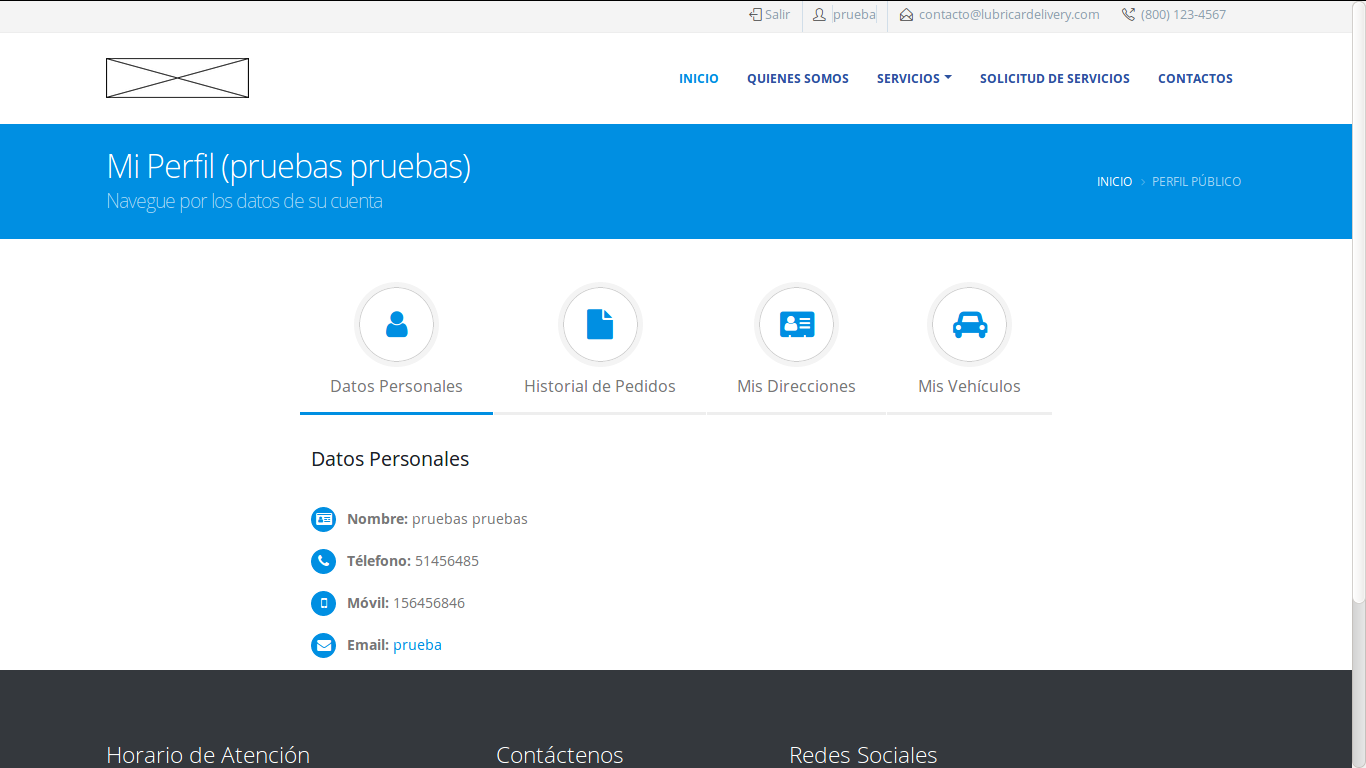 Salir prueba contacto@lubricardelivery.com (800) 123-4567
INICIO QUIENES SOMOS SERVICIOS SOLICITUD DE SERVICIOS CONTACTOS
Mi Perfil (pruebas pruebas)
Navegue por los datos de su cuenta
INICIO > PERFIL PÚBLICO
Datos Personales Historial de Pedidos Mis Direcciones Mis Vehículos
Datos Personales
Nombre: pruebas pruebas
Télefono: 51456485
Móvil: 156456846
Email: prueba
Horario de Atención Contáctenos Redes Sociales